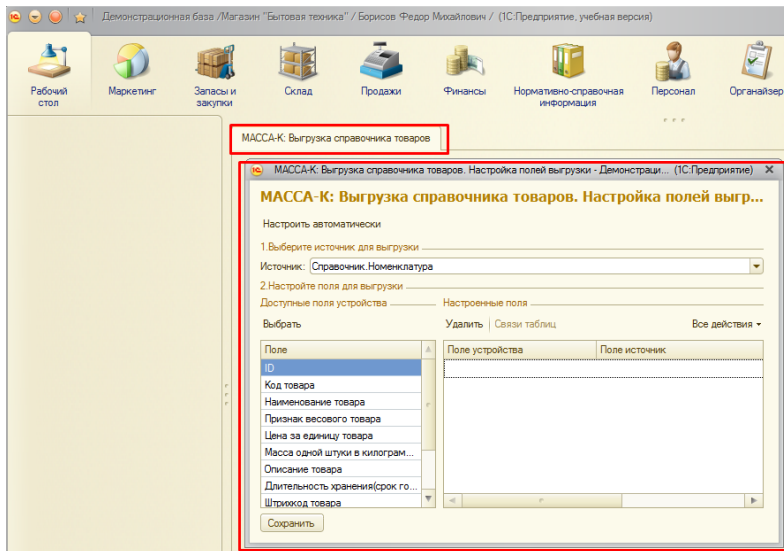 Демонстрационная база /Магазин "Бытовая техника" / Борисов Федор Михайлович / (1С:Предприятие, учебная версия)
Рабочий стол
Маркетинг
Запасы и закупки
Склад
Продажи
Финансы
Нормативно-справочная информация
Персонал
Органайзер
МАССА-К: Выгрузка справочника товаров
МАССА-К: Выгрузка справочника товаров. Настройка полей выгрузки - Демонстраци... (1С:Предприятие)
МАССА-К: Выгрузка справочника товаров. Настройка полей выгр...
Настроить автоматически
1.Выберите источник для выгрузки
Источник: Справочник.Номенклатура
2.Настройте поля для выгрузки
Доступные поля устройства
Настроенные поля
Выбрать
Удалить
Связи таблиц
Все действия
Поле
Поле устройства
Поле источник
ID
Код товара
Наименование товара
Признак весового товара
Цена за единицу товара
Масса одной штуки в килограм...
Описание товара
Длительность хранения(срок го...
Штрихкод товара
Сохранить